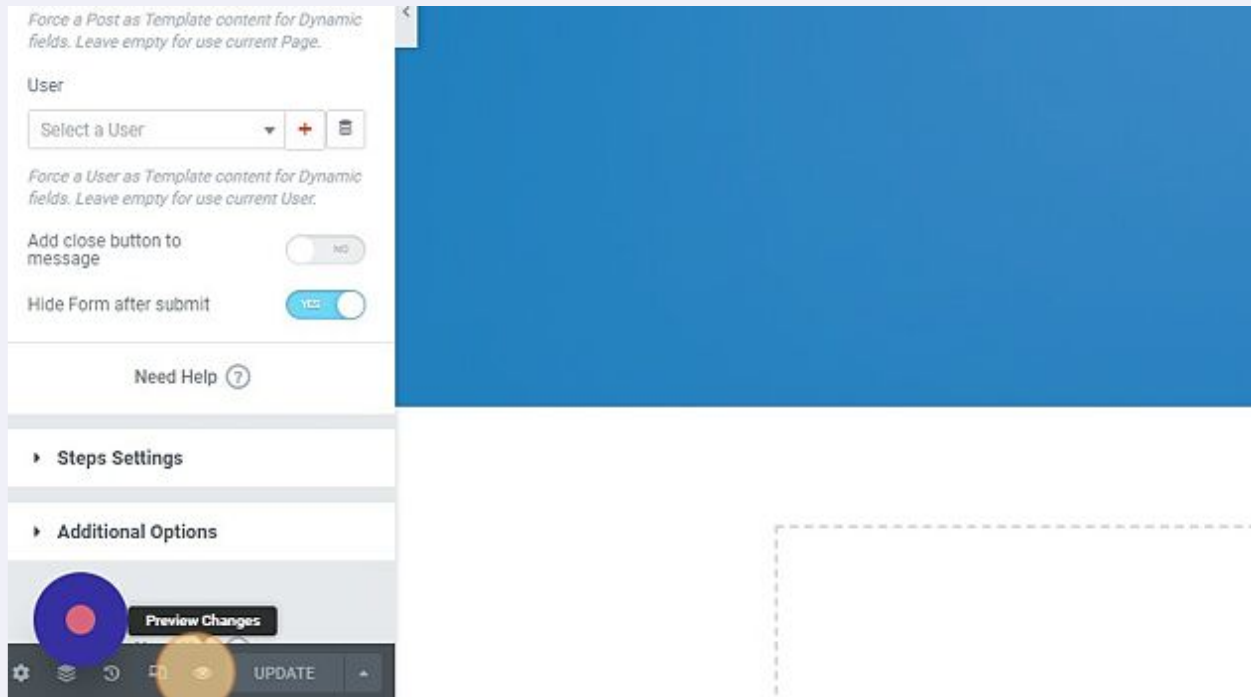 Force a Post as Template content for Dynamic
fields. Leave empty for use current Page.
User
Select a User
Force a User as Template content for Dynamic
fields. Leave empty for use current User.
Add close button to
message
NO
Hide Form after submit
YES
Need Help ?
Steps Settings
Additional Options
Preview Changes
UPDATE